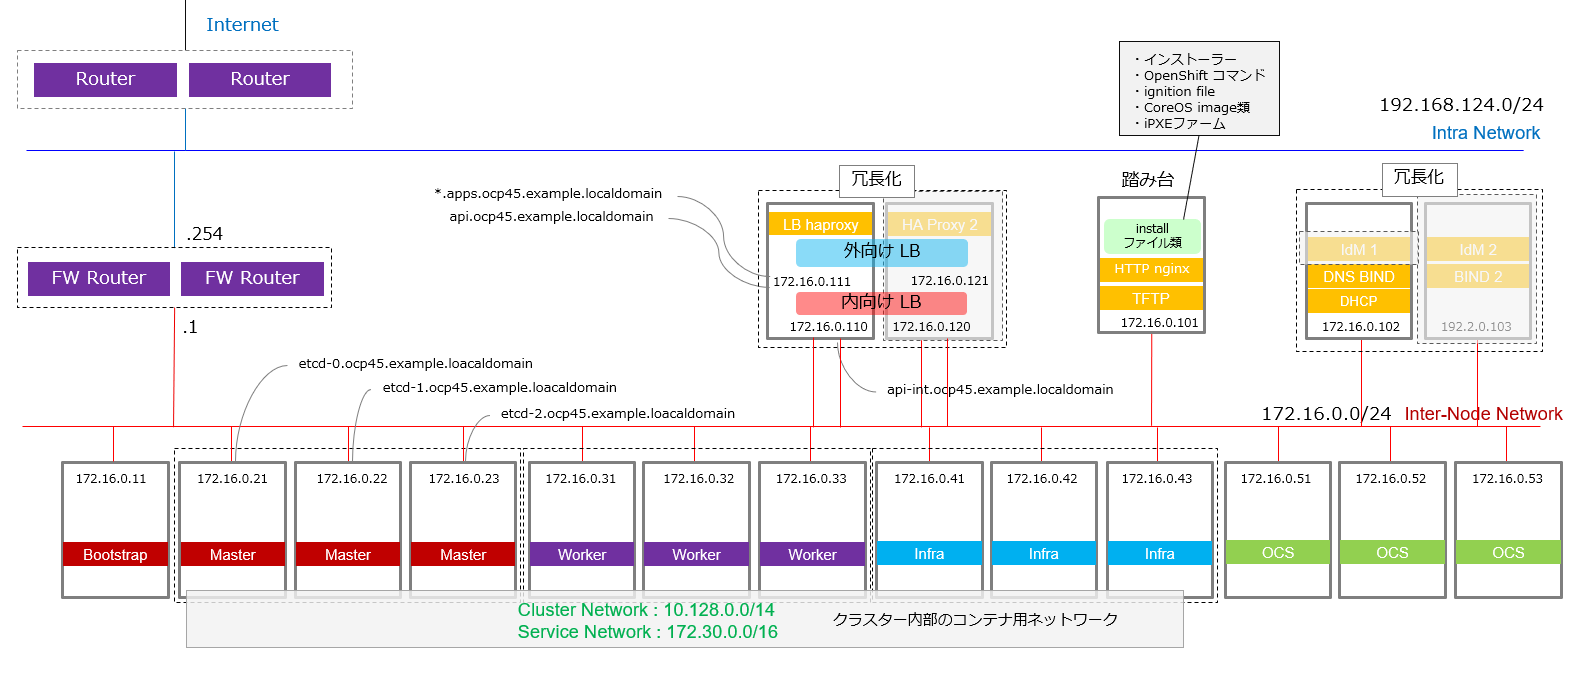 Internet
Router
Router
・インストーラー
・OpenShift コマンド
・ignition file
・CoreOS image類
・iPXEファーム
192.168.124.0/24
Intra Network
冗長化
踏み台
冗長化
*.apps.ocp45.example.localdomain
api.ocp45.example.localdomain
.254
FW Router
FW Router
.1
LB haproxy
HA Proxy 2
外向け LB
172.16.0.111
172.16.0.121
内向け LB
172.16.0.110
172.16.0.120
install
ファイル類
HTTP nginx
TFTP
172.16.0.101
IdM 1
DNS BIND
DHCP
172.16.0.102
IdM 2
BIND 2
192.2.0.103
etcd-0.ocp45.example.loacaldomain
etcd-1.ocp45.example.loacaldomain
etcd-2.ocp45.example.loacaldomain
api-int.ocp45.example.localdomain
172.16.0.0/24
Inter-Node Network
172.16.0.11
172.16.0.21
172.16.0.22
172.16.0.23
172.16.0.31
172.16.0.32
172.16.0.33
172.16.0.41
172.16.0.42
172.16.0.43
172.16.0.51
172.16.0.52
172.16.0.53
Bootstrap
Master
Master
Master
Worker
Worker
Worker
Infra
Infra
Infra
OCS
OCS
OCS
Cluster Network : 10.128.0.0/14
Service Network : 172.30.0.0/16
クラスター内部のコンテナ用ネットワーク